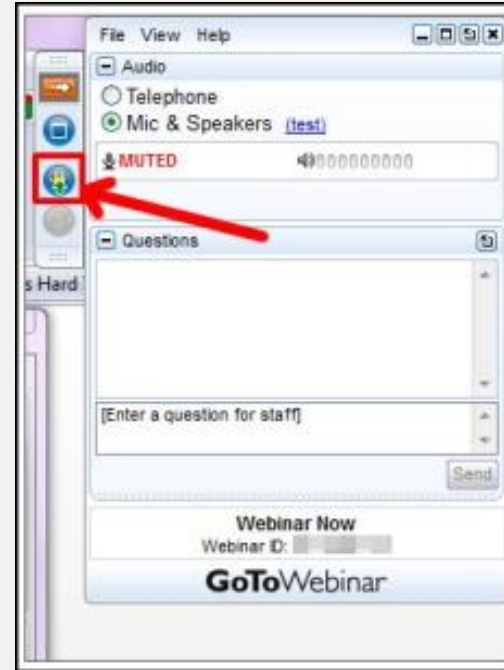 File View Help
Audio
Telephone
Mic & Speakers (test)
MUTED
Questions
s Hard
[Enter a question for staff]
Send
Webinar Now
Webinar ID:
GoToWebinar